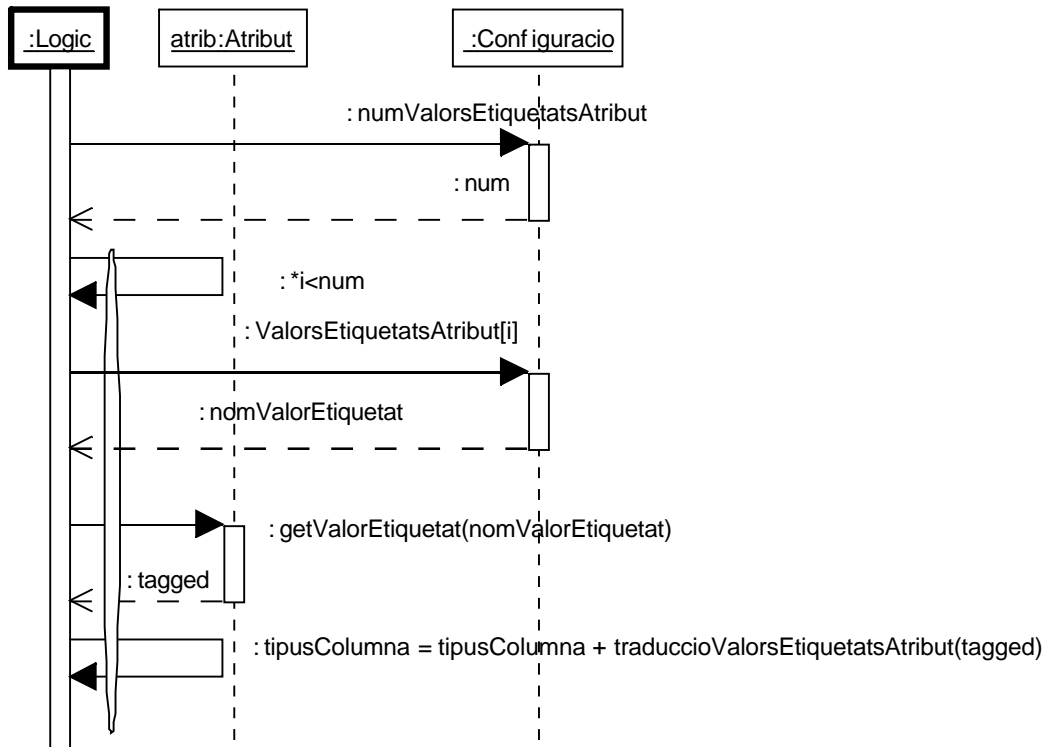 :Logic
atrib:Atribut
:Configuracio
: numValorsEtiquetatsAtribut
: num
: *i<num
: ValorsEtiquetatsAtribut[i]
: nomValorEtiquetat
: getValorEtiquetat(nomValorEtiquetat)
: tagged
: tipusColumna = tipusColumna + traduccioValorsEtiquetatsAtribut(tagged)